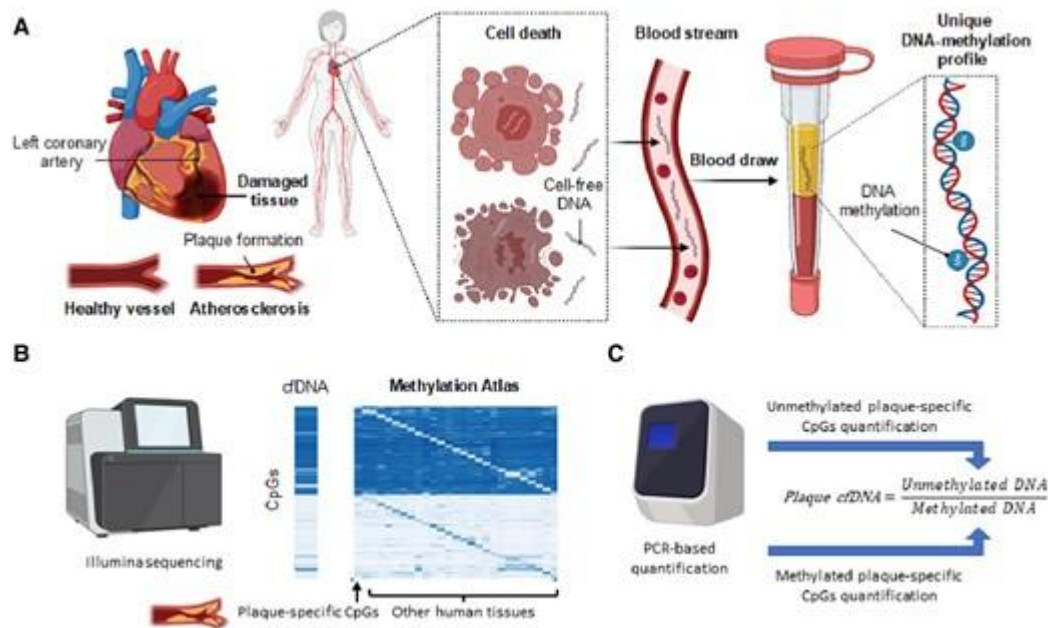 A
Left coronary
artery
Damaged
tissue
Plaque formation
Healthy vessel
Atherosclerosis
Cell death
Cell-free
DNA
Blood stream
Blood draw
Unique
DNA-methylation
profile
DNA
methylation
B
Illumina sequencing
cfDNA
Methylation Atlas
CpGs
Plaque-specific CpGs
Other human tissues
C
PCR-based
quantification
Unmethylated plaque-specific
CpGs quantification
Plaque cfDNA = Unmethylated DNA
Methylated DNA
Methylated plaque-specific
CpGs quantification